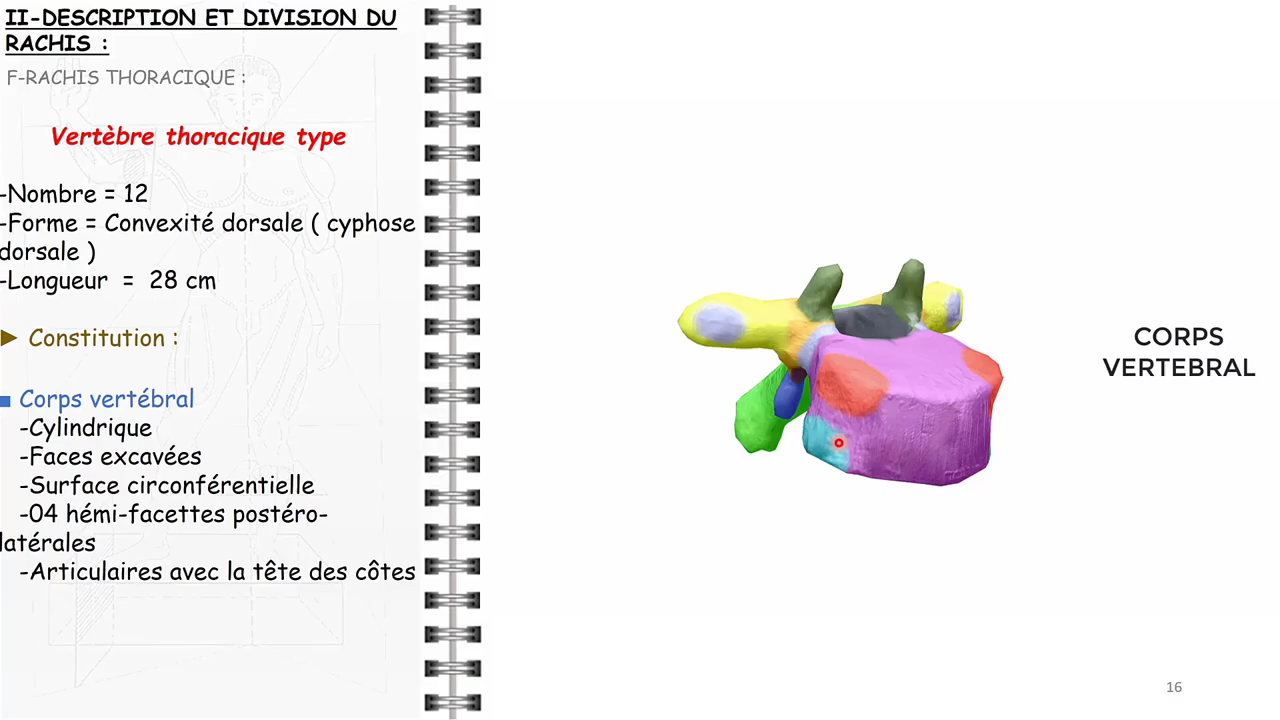 II-DESCRIPTION ET DIVISION DU
RACHIS :
F-RACHIS THORACIQUE :
Vertèbre thoracique type
-Nombre = 12
-Forme = Convexité dorsale ( cyphose
dorsale )
-Longueur = 28 cm
► Constitution :
■ Corps vertébral
-Cylindrique
-Faces excavées
-Surface circonférentielle
-04 hémi-facettes postéro-
latérales
-Articulaires avec la tête des côtes
CORPS
VERTEBRAL
16